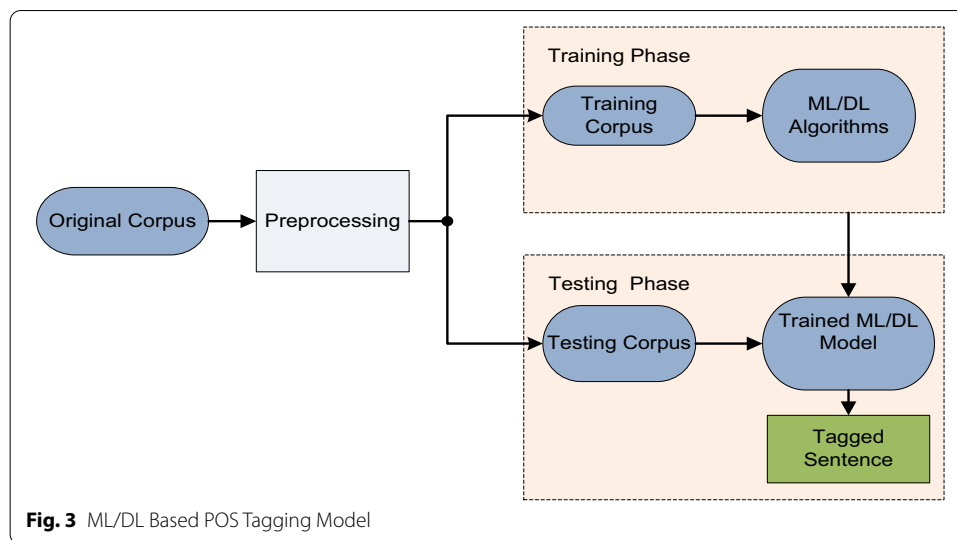 Training Phase
Training
Corpus
ML/DL
Algorithms
Original Corpus
Preprocessing
Testing Phase
Testing Corpus
Trained ML/DL
Model
Tagged
Sentence
Fig. 3 ML/DL Based POS Tagging Model